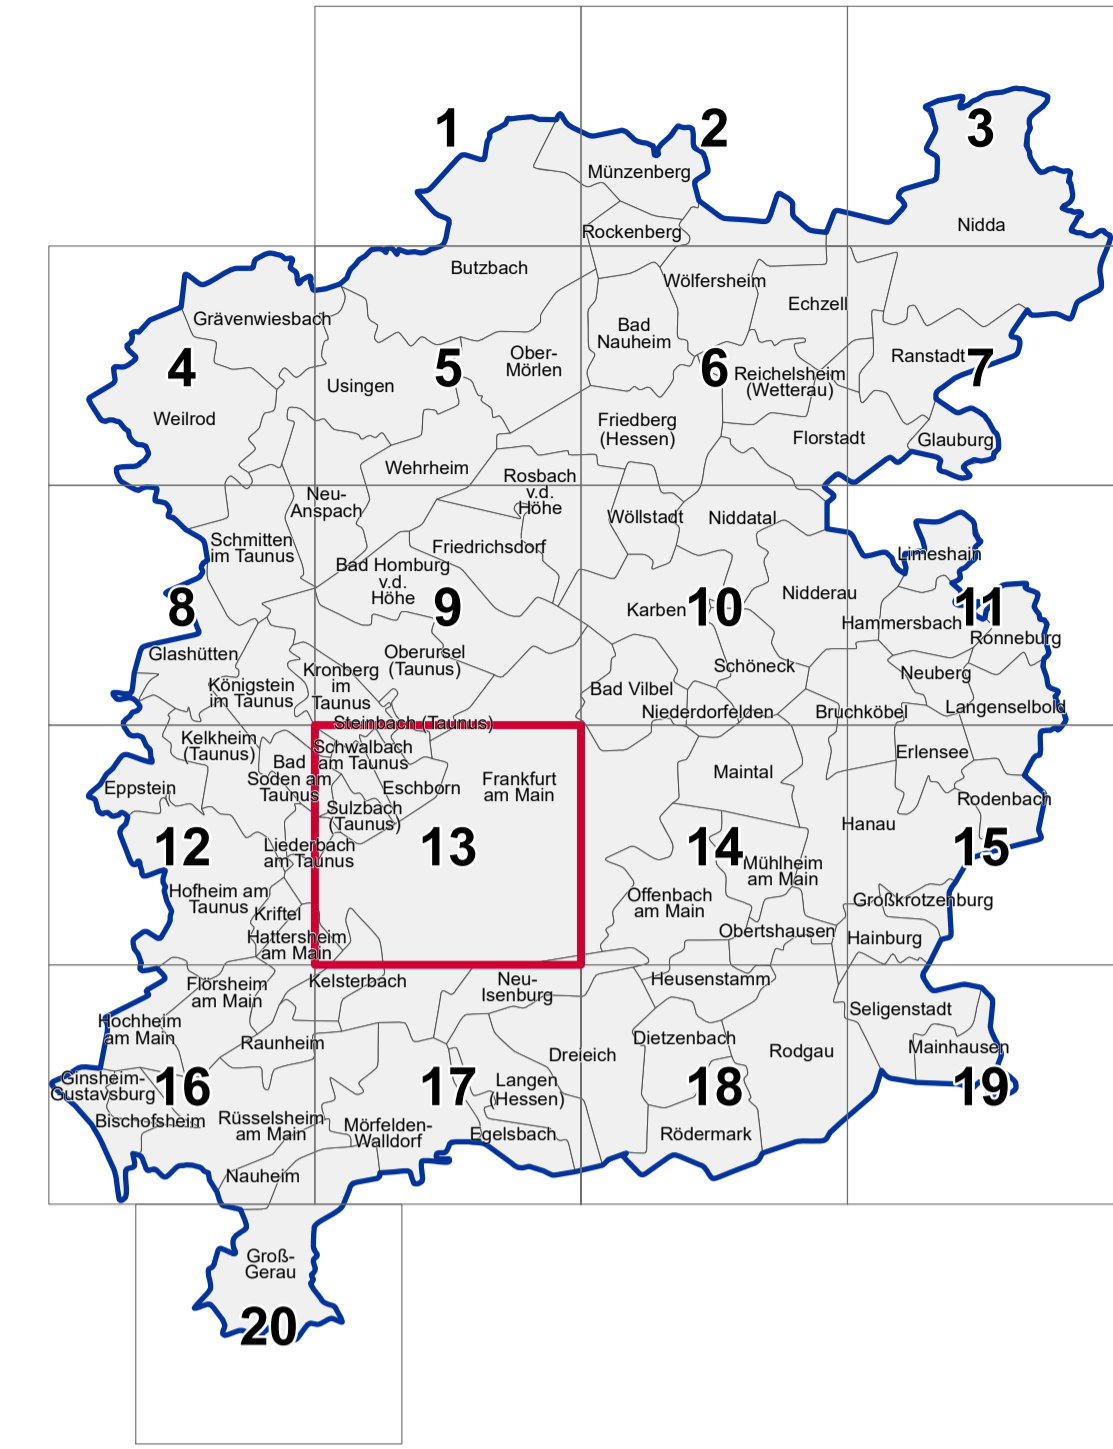 1
2
3
Münzenberg
Nidda
Rockenberg
Butzbach
Wölfersheim
Echzell
Grävenwiesbach
Bad
Nauheim
Ober-
Mörlen
4
5
6
7
Ranstadt
Reichelsheim
(Wetterau)
Usingen
Weilrod
Friedberg
(Hessen)
Florstadt
Glauburg
Wehrheim
Rosbach
v.d.
Höhe
Neu-
Anspach
Wöllstadt
Niddatal
Schmitten
im Taunus
Friedrichsdorf
Limeshain
Bad Homburg
v.d.
Höhe
Nidderau
8
9
10
11
Karben
Hammersbach
Ronneburg
Glashütten
Oberursel
(Taunus)
Kronberg
im
Taunus
Schöneck
Neuberg
Königstein
im Taunus
Bad Vilbel
Niederdorfelden
Bruchköbel
Langenselbold
Steinbach (Taunus)
Kelkheim
(Taunus)
Schwalbach
am Taunus
Erlensee
Bad
Soden am
Taunus
Maintal
Eppstein
Eschborn
Frankfurt
am Main
Rodenbach
Sulzbach
(Taunus)
Hanau
12
13
14
15
Liederbach
am Taunus
Mühlheim
am Main
Hofheim am
Taunus
Offenbach
am Main
Großkrotzenburg
Kriftel
Obertshausen
Hattersheim
am Main
Hainburg
Flörsheim
am Main
Kelsterbach
Neu-
Isenburg
Heusenstamm
Seligenstadt
Hochheim
am Main
Raunheim
Dietzenbach
Dreieich
Rodgau
Mainhausen
Ginsheim-
Gustavsburg
16
17
18
19
Langen
(Hessen)
Bischofsheim
Rüsselsheim
am Main
Mörfelden-
Walldorf
Egelsbach
Rödermark
Nauheim
Groß-
Gerau
20